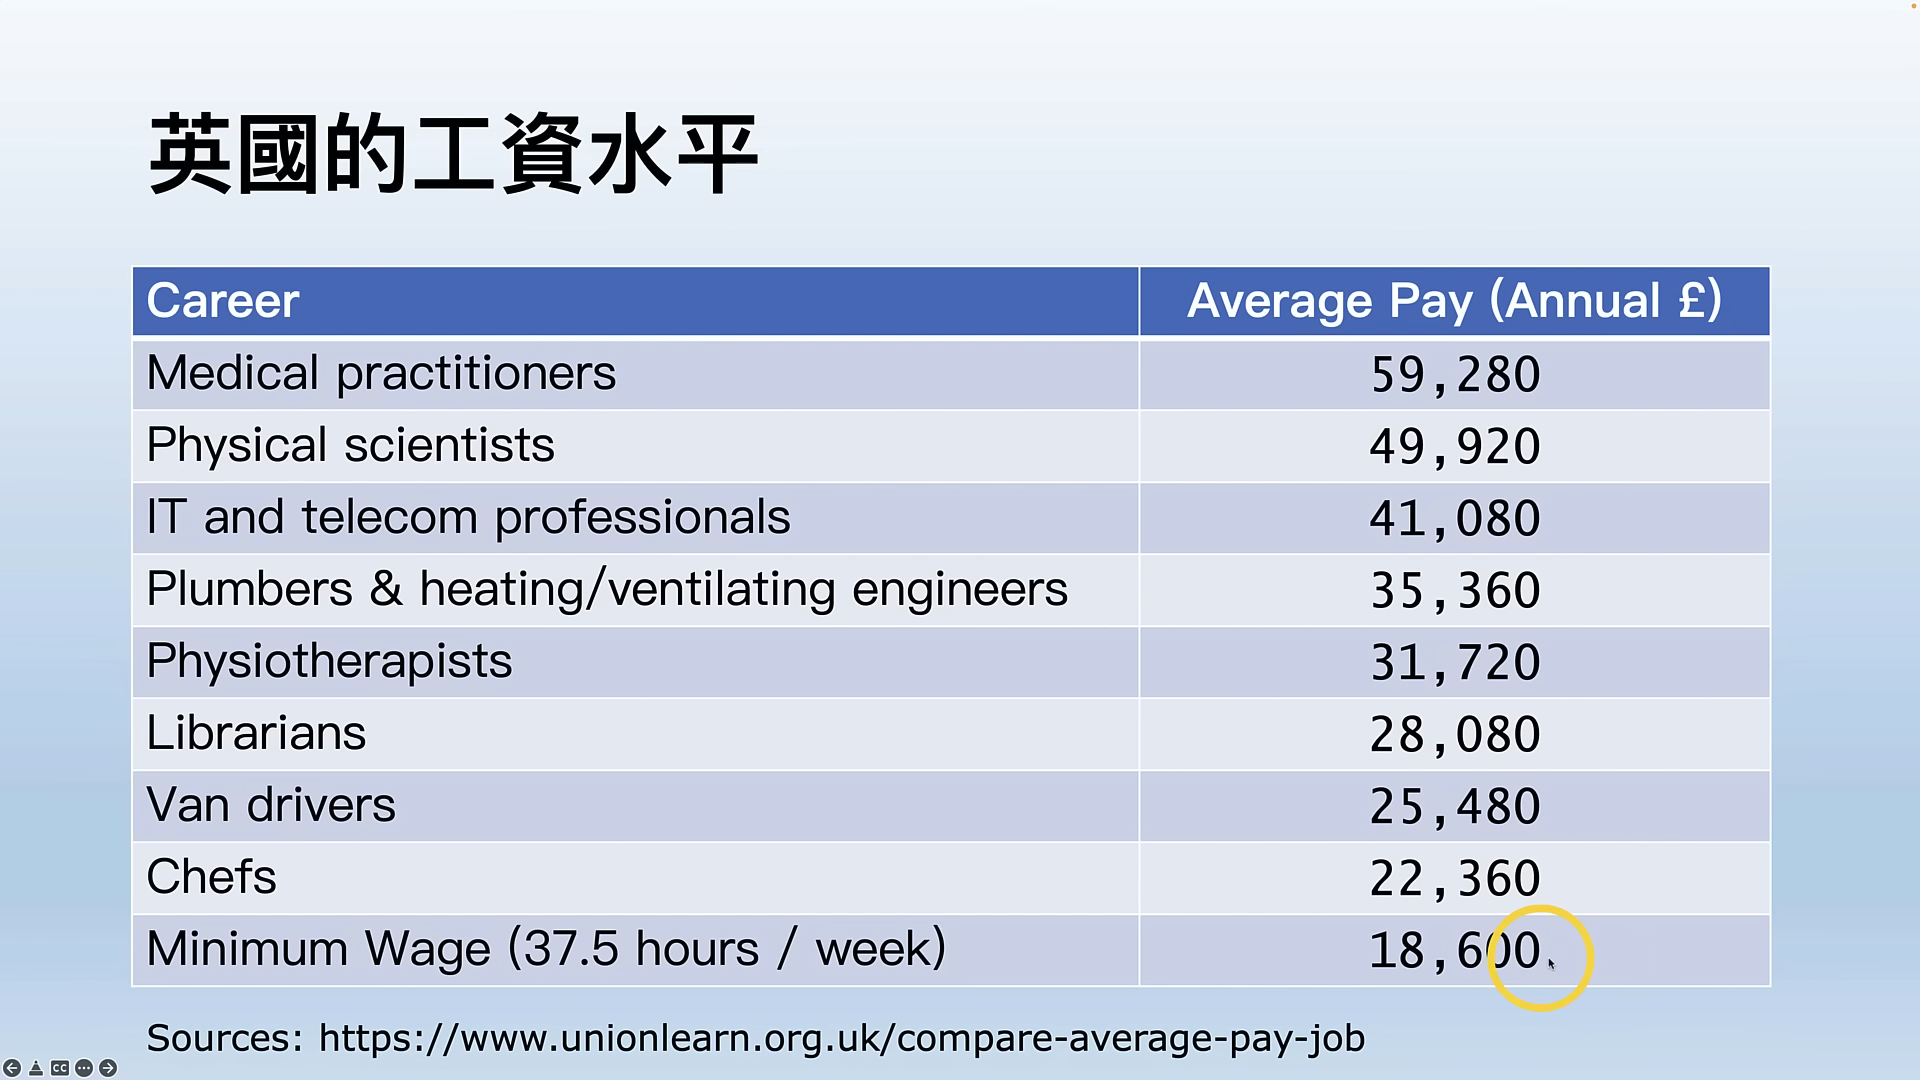 英國的工資水平
Career Average Pay (Annual £)
Medical practitioners 59,280
Physical scientists 49,920
IT and telecom professionals 41,080
Plumbers & heating/ventilating engineers 35,360
Physiotherapists 31,720
Librarians 28,080
Van drivers 25,480
Chefs 22,360
Minimum Wage (37.5 hours / week) 18,600
Sources: https://www.unionlearn.org.uk/compare-average-pay-job
CC